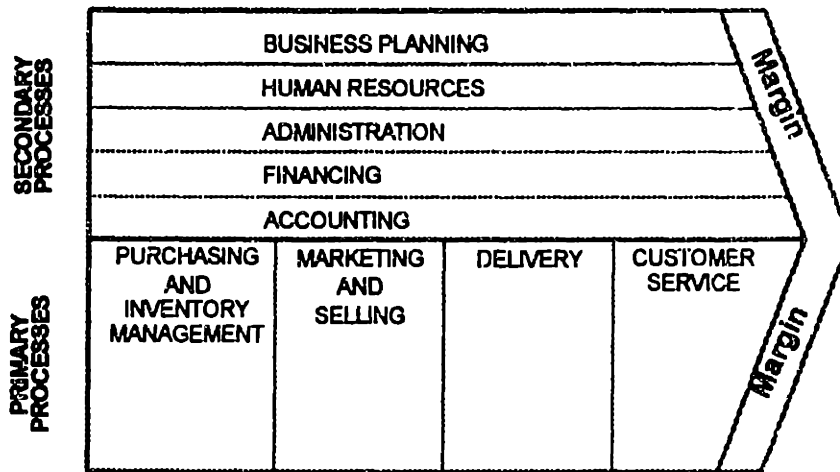 SECONDARY
PROCESSES
BUSINESS PLANNING
HUMAN RESOURCES
ADMINISTRATION
FINANCING
ACCOUNTING
Margin
PRIMARY
PROCESSES
PURCHASING
AND
INVENTORY
MANAGEMENT
MARKETING
AND
SELLING
DELIVERY
CUSTOMER
SERVICE
Margin